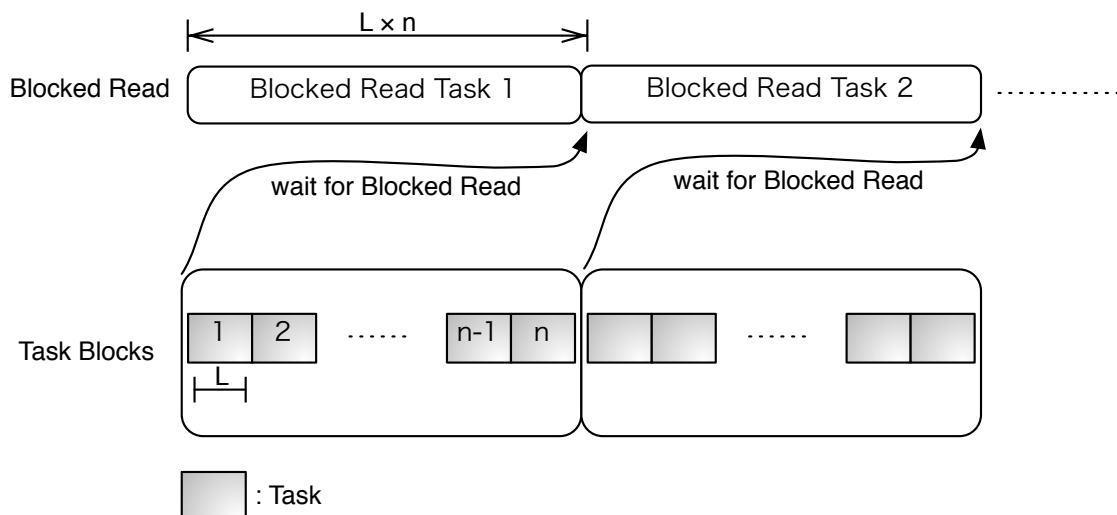 L × n
Blocked Read
Blocked Read Task 1
Blocked Read Task 2
wait for Blocked Read
wait for Blocked Read
Task Blocks
1
2
n-1
n
L
: Task